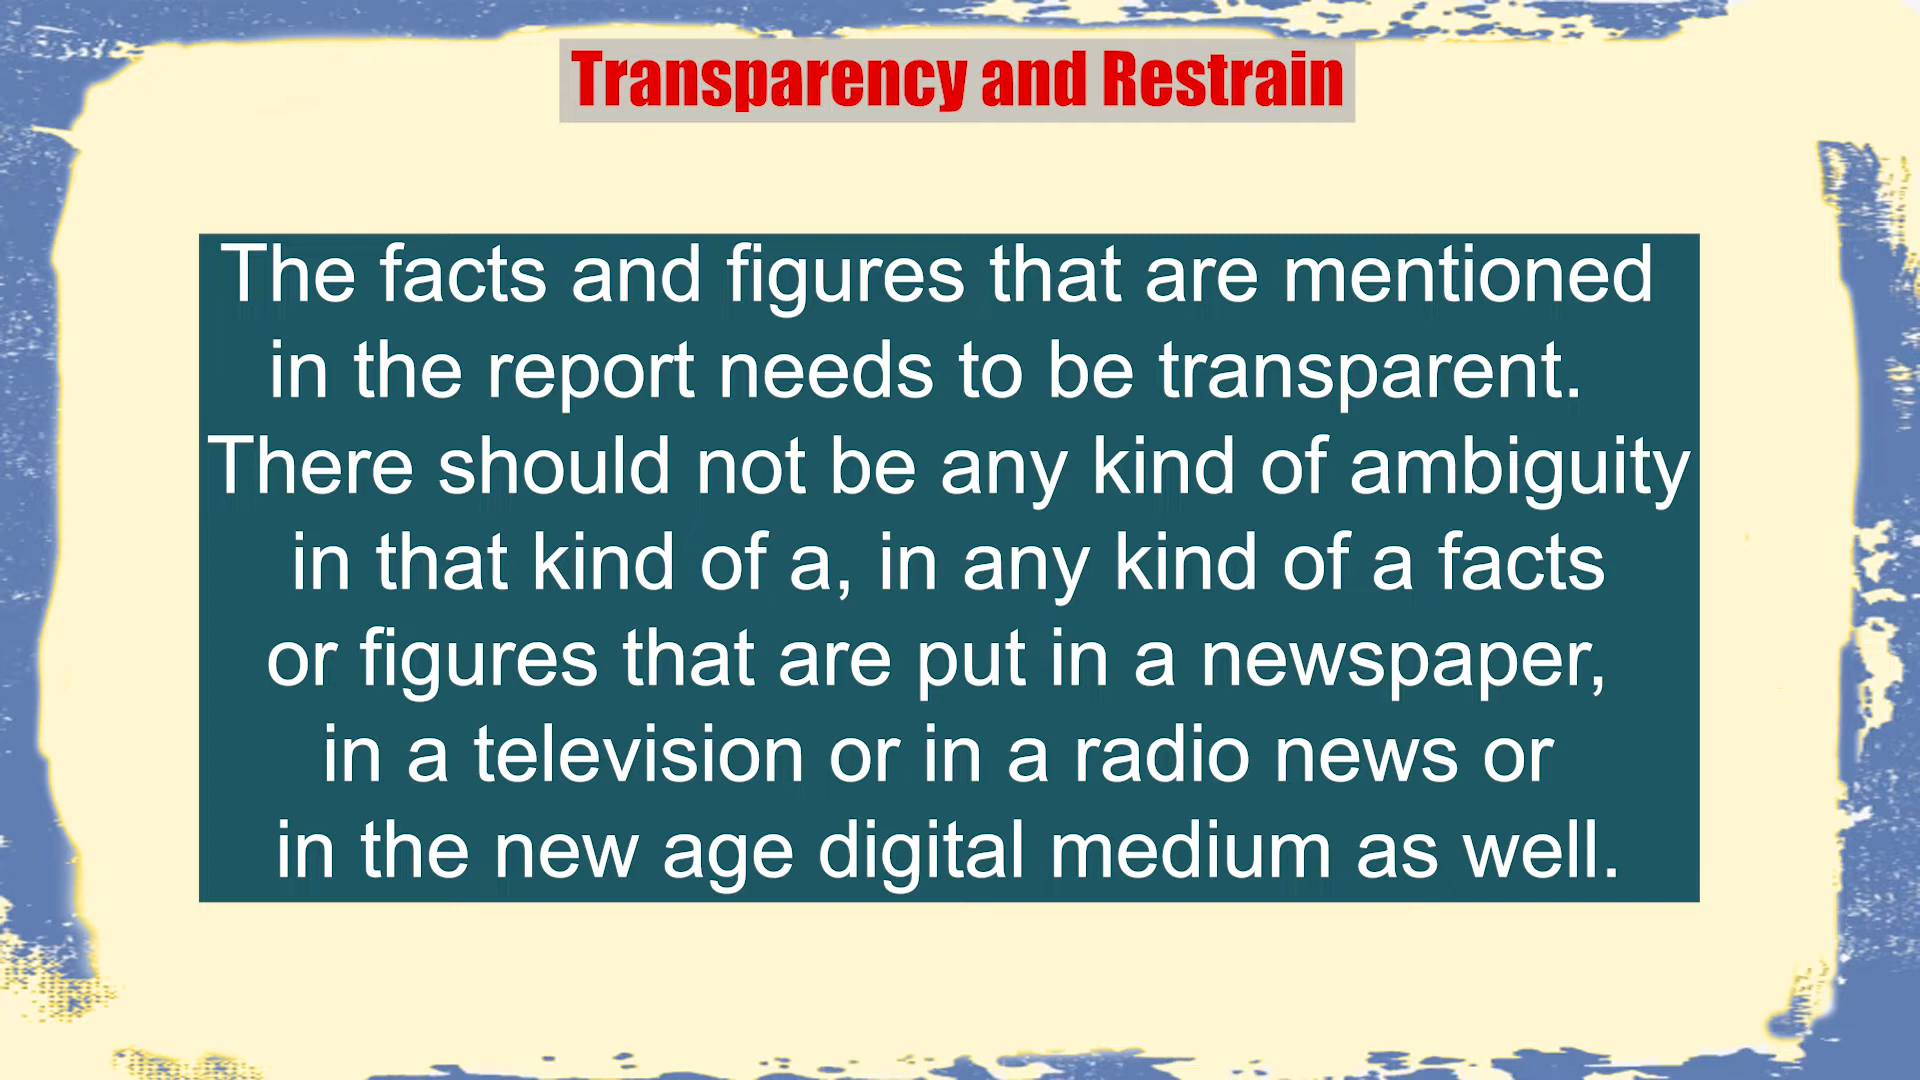 Transparency and Restrain
The facts and figures that are mentioned
in the report needs to be transparent.
There should not be any kind of ambiguity
in that kind of a, in any kind of a facts
or figures that are put in a newspaper,
in a television or in a radio news or
in the new age digital medium as well.